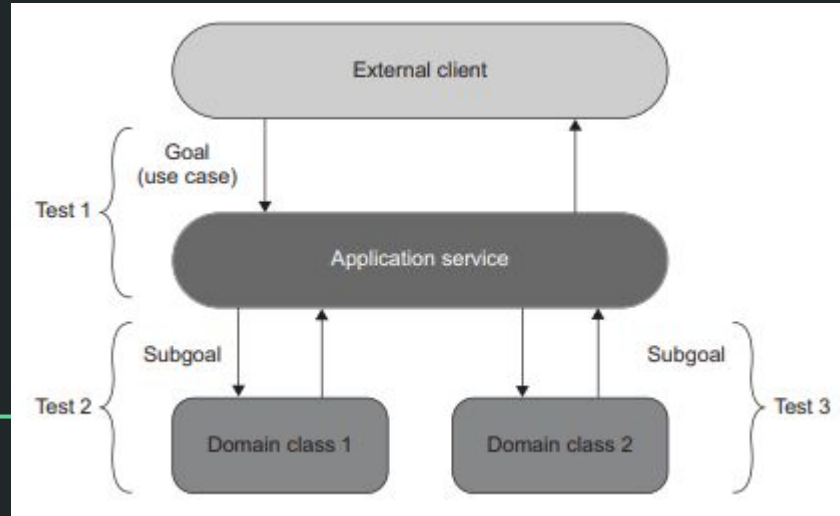 External client
Goal
(use case)
Test 1
Application service
Subgoal
Subgoal
Test 2
Test 3
Domain class 1
Domain class 2